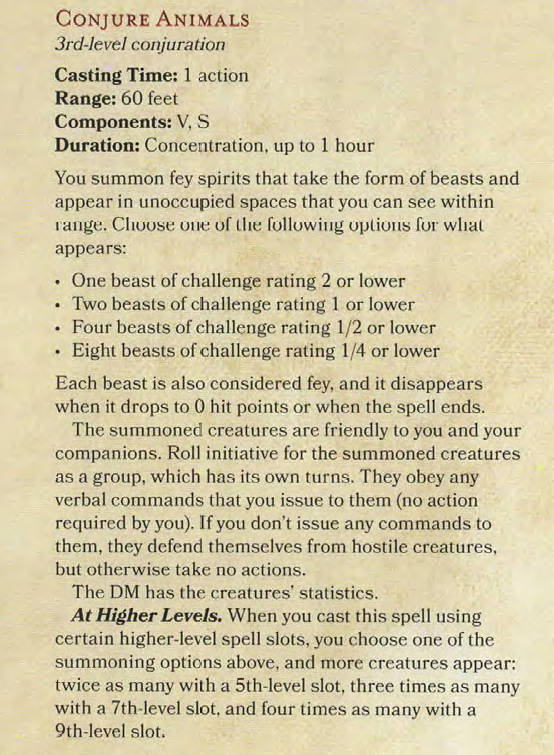 CONJURE ANIMALS
3rd-level conjuration
Casting Time: 1 action
Range: 60 feet
Components: V, S
Duration: Concentration, up to 1 hour
You summon fey spirits that take the form of beasts and
appear in unoccupied spaces that you can see within
range. Choose one of the following options for what
appears:
• One beast of challenge rating 2 or lower
• Two beasts of challenge rating 1 or lower
• Four beasts of challenge rating 1/2 or lower
• Eight beasts of challenge rating 1/4 or lower
Each beast is also considered fey, and it disappears
when it drops to 0 hit points or when the spell ends.
The summoned creatures are friendly to you and your
companions. Roll initiative for the summoned creatures
as a group, which has its own turns. They obey any
verbal commands that you issue to them (no action
required by you). If you don't issue any commands to
them, they defend themselves from hostile creatures,
but otherwise take no actions.
The DM has the creatures' statistics.
At Higher Levels. When you cast this spell using
certain higher-level spell slots, you choose one of the
summoning options above, and more creatures appear:
twice as many with a 5th-level slot, three times as many
with a 7th-level slot, and four times as many with a
9th-level slot.